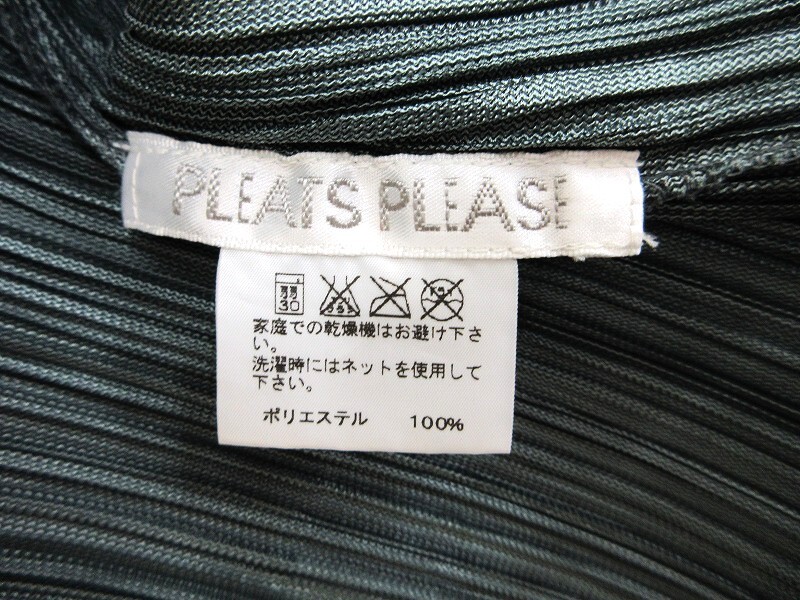 PLEATS PLEASE
弱 30
家庭での乾燥機はお避け下さ
い。
洗濯時にはネットを使用して
下さい。
ポリエステル 100%